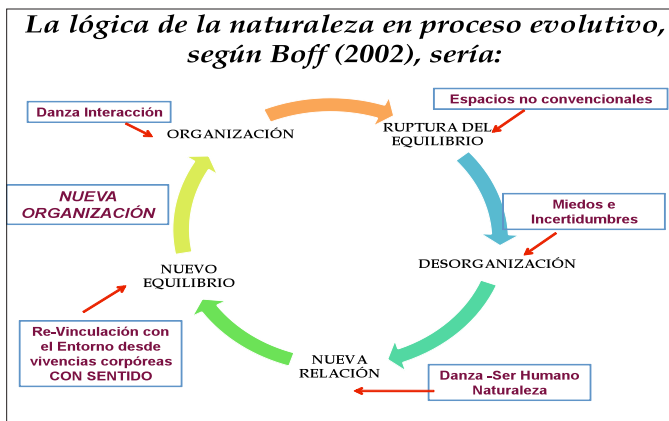 La lógica de la naturaleza en proceso evolutivo,
según Boff (2002), sería:
Danza Interacción
ORGANIZACIÓN
Espacios no convencionales
RUPTURA DEL
EQUILIBRIO
Miedos e
Incertidumbres
DESORGANIZACIÓN
Danza -Ser Humano
Naturaleza
NUEVA
RELACIÓN
Re-Vinculación con
el Entorno desde
vivencias corpóreas
CON SENTIDO
NUEVO
EQUILIBRIO
NUEVA
ORGANIZACIÓN